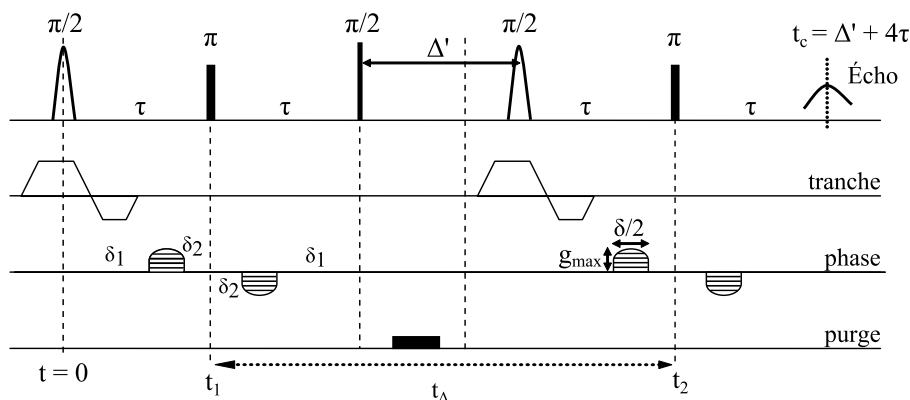 π/2 π π/2 π/2 π t_c = Δ' + 4τ
Δ'
Écho
τ τ τ τ
tranche
δ₁ δ₂ δ₁ δ/2
g_max phase
δ₂
purge
t = 0 t₁ t_Δ t₂